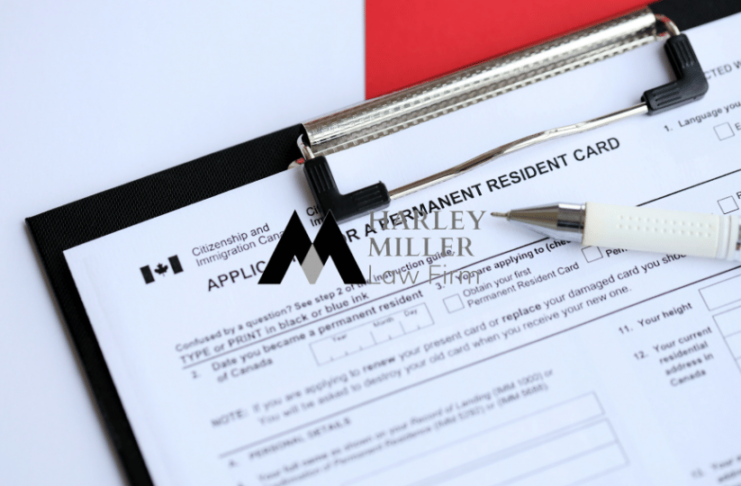 1. Language you
Citizenship and
Immigration Canada
APPLIC OR A PERMANENT RESIDENT CARD
HARLEY
MILLER
Law Firm
Confused by a question? See step 2 of the instruction guide.
TYPE or PRINT in black or blue ink
3. are applying to
Obtain your first
Permanent Resident Card
2. Date you became a permanent resident
of Canada
Year Month Day
NOTE: If you are applying to renew your present card or replace your damaged card you
You will be asked to destroy your old card when you receive your new one.
11. Your height
12. Your current
residential
address in
Canada
A. PERSONAL DETAILS
Your full name as shown on your Record of Landing (IMM 1000) or
Confirmation of Permanent Residence (IMM 5292) or (IMM 5688).